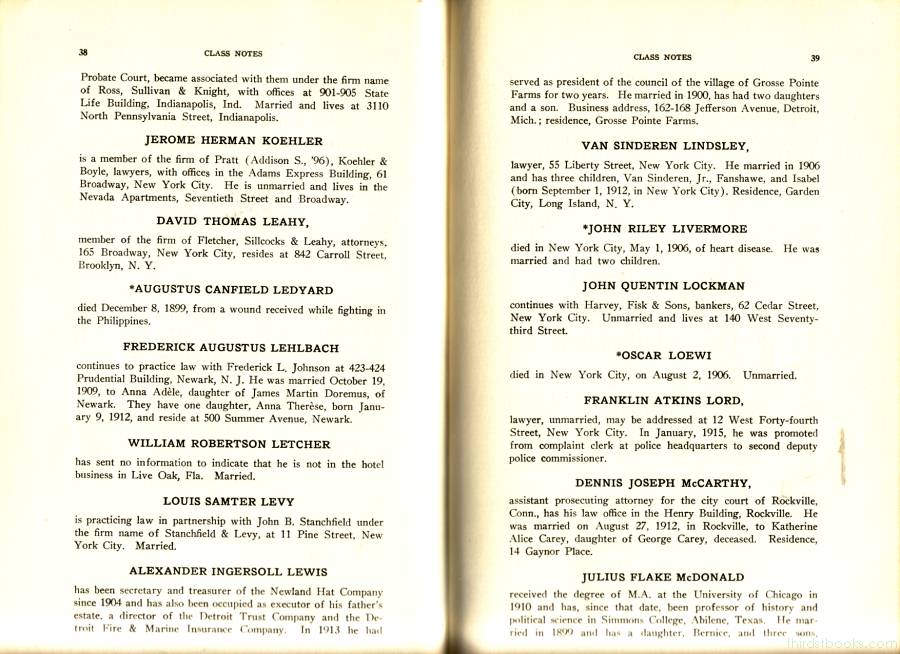 38
CLASS NOTES
Probate Court, became associated with them under the firm name
of Ross, Sullivan & Knight, with offices at 901-905 State
Life Building, Indianapolis, Ind. Married and lives at 3110
North Pennsylvania Street, Indianapolis.
JEROME HERMAN KOEHLER
is a member of the firm of Pratt (Addison S., '96), Koehler &
Boyle, lawyers, with offices in the Adams Express Building, 61
Broadway, New York City. He is unmarried and lives in the
Nevada Apartments, Seventieth Street and Broadway.
DAVID THOMAS LEAHY,
member of the firm of Fletcher, Sillcocks & Leahy, attorneys,
165 Broadway, New York City, resides at 842 Carroll Street,
Brooklyn, N. Y.
*AUGUSTUS CANFIELD LEDYARD
died December 8, 1899, from a wound received while fighting in
the Philippines.
FREDERICK AUGUSTUS LEHLBACH
continues to practice law with Frederick L. Johnson at 423-424
Prudential Building, Newark, N. J. He was married October 19,
1909, to Anna Adèle, daughter of James Martin Doremus, of
Newark. They have one daughter, Anna Therèse, born Janu-
ary 9, 1912, and reside at 500 Summer Avenue, Newark.
WILLIAM ROBERTSON LETCHER
has sent no information to indicate that he is not in the hotel
business in Live Oak, Fla. Married.
LOUIS SAMTER LEVY
is practicing law in partnership with John B. Stanchfield under
the firm name of Stanchfield & Levy, at 11 Pine Street, New
York City. Married.
ALEXANDER INGERSOLL LEWIS
has been secretary and treasurer of the Newland Hat Company
since 1904 and has also been occupied as executor of his father's
estate, a director of the Detroit Trust Company and the De-
troit Fire & Marine Insurance Company. In 1913 he had
CLASS NOTES
39
served as president of the council of the village of Grosse Pointe
Farms for two years. He married in 1900, has had two daughters
and a son. Business address, 162-168 Jefferson Avenue, Detroit,
Mich.; residence, Grosse Pointe Farms.
VAN SINDEREN LINDSLEY,
lawyer, 55 Liberty Street, New York City. He married in 1906
and has three children, Van Sinderen, Jr., Fanshawe, and Isabel
(born September 1, 1912, in New York City). Residence, Garden
City, Long Island, N. Y.
*JOHN RILEY LIVERMORE
died in New York City, May 1, 1906, of heart disease. He was
married and had two children.
JOHN QUENTIN LOCKMAN
continues with Harvey, Fisk & Sons, bankers, 62 Cedar Street,
New York City. Unmarried and lives at 140 West Seventy-
third Street.
*OSCAR LOEWI
died in New York City, on August 2, 1906. Unmarried.
FRANKLIN ATKINS LORD,
lawyer, unmarried, may be addressed at 12 West Forty-fourth
Street, New York City. In January, 1915, he was promoted
from complaint clerk at police headquarters to second deputy
police commissioner.
DENNIS JOSEPH McCARTHY,
assistant prosecuting attorney for the city court of Rockville,
Conn., has his law office in the Henry Building, Rockville. He
was married on August 27, 1912, in Rockville, to Katherine
Alice Carey, daughter of George Carey, deceased. Residence,
14 Gaynor Place.
JULIUS FLAKE McDONALD
received the degree of M.A. at the University of Chicago in
1910 and has, since that date, been professor of history and
political science in Simmons College, Abilene, Texas. He mar-
ried in 1899 and has a daughter, Bernice, and three sons,
thirdstbooks.com